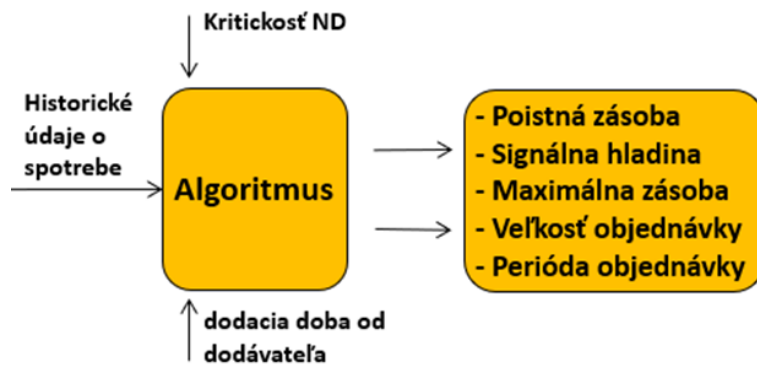 Kritickosť ND
Historické
údaje o
spotrebe
Algoritmus
- Poistná zásoba
- Signálna hladina
- Maximálna zásoba
- Veľkosť objednávky
- Perióda objednávky
dodacia doba od
dodávateľa